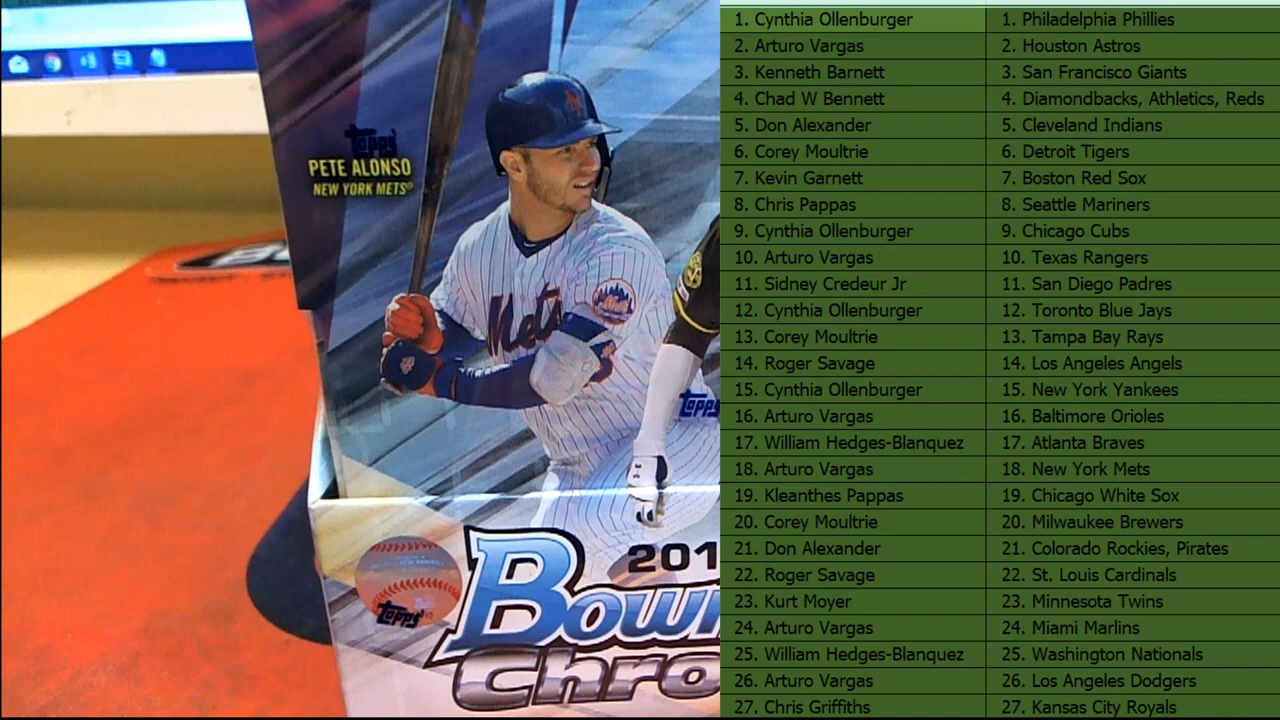 Topps
PETE ALONSO
NEW YORK METS®
Mets
Topps
201
Bowm
Chro
Topps
1. Cynthia Ollenburger 1. Philadelphia Phillies
2. Arturo Vargas 2. Houston Astros
3. Kenneth Barnett 3. San Francisco Giants
4. Chad W Bennett 4. Diamondbacks, Athletics, Reds
5. Don Alexander 5. Cleveland Indians
6. Corey Moultrie 6. Detroit Tigers
7. Kevin Garnett 7. Boston Red Sox
8. Chris Pappas 8. Seattle Mariners
9. Cynthia Ollenburger 9. Chicago Cubs
10. Arturo Vargas 10. Texas Rangers
11. Sidney Credeur Jr 11. San Diego Padres
12. Cynthia Ollenburger 12. Toronto Blue Jays
13. Corey Moultrie 13. Tampa Bay Rays
14. Roger Savage 14. Los Angeles Angels
15. Cynthia Ollenburger 15. New York Yankees
16. Arturo Vargas 16. Baltimore Orioles
17. William Hedges-Blanquez 17. Atlanta Braves
18. Arturo Vargas 18. New York Mets
19. Kleanthes Pappas 19. Chicago White Sox
20. Corey Moultrie 20. Milwaukee Brewers
21. Don Alexander 21. Colorado Rockies, Pirates
22. Roger Savage 22. St. Louis Cardinals
23. Kurt Moyer 23. Minnesota Twins
24. Arturo Vargas 24. Miami Marlins
25. William Hedges-Blanquez 25. Washington Nationals
26. Arturo Vargas 26. Los Angeles Dodgers
27. Chris Griffiths 27. Kansas City Royals